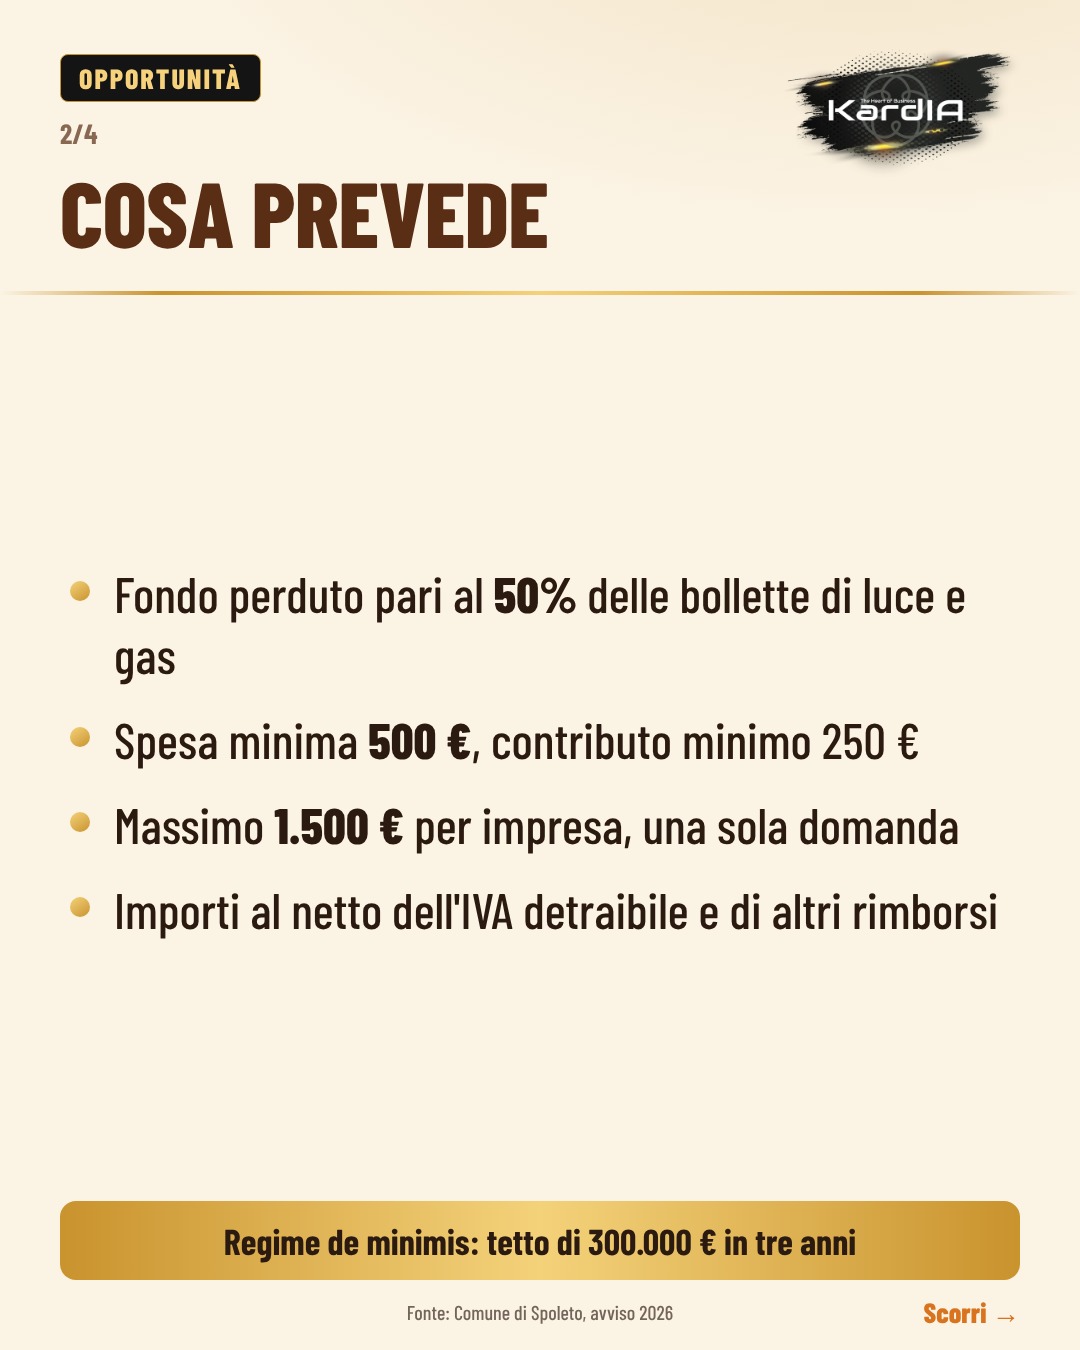 OPPORTUNITÀ
2/4
The Heart of Business
KardIA
COSA PREVEDE
Fondo perduto pari al 50% delle bollette di luce e
gas
Spesa minima 500 €, contributo minimo 250 €
Massimo 1.500 € per impresa, una sola domanda
Importi al netto dell'IVA detraibile e di altri rimborsi
Regime de minimis: tetto di 300.000 € in tre anni
Fonte: Comune di Spoleto, avviso 2026
Scorri →